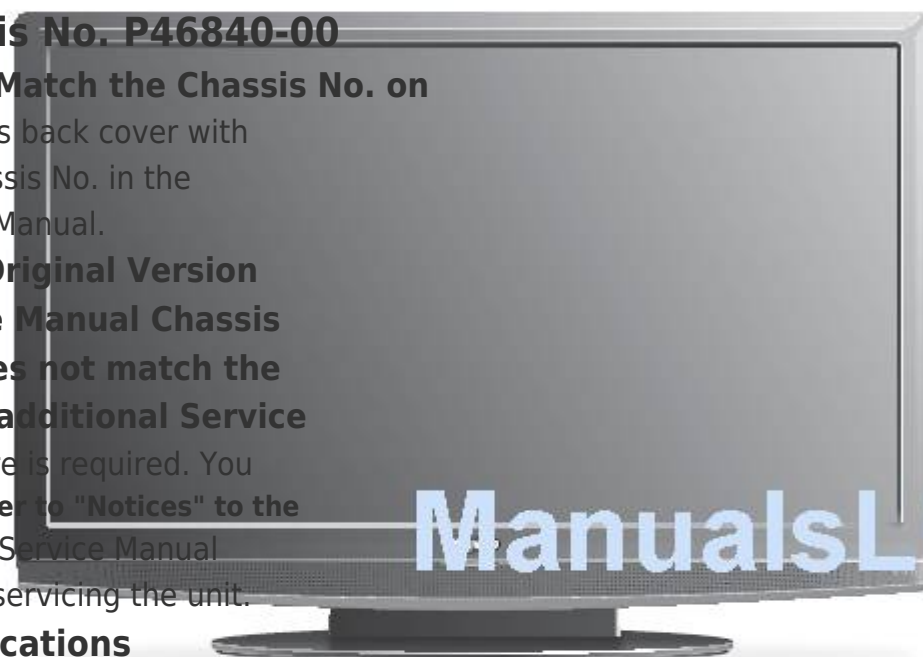 is No. P46840-00
Match the Chassis No. on
s back cover with
ssis No. in the
Manual.
Original Version
e Manual Chassis
es not match the
additional Service
re is required. You
er to "Notices" to the
Service Manual
servicing the unit.
cations
ManualsL